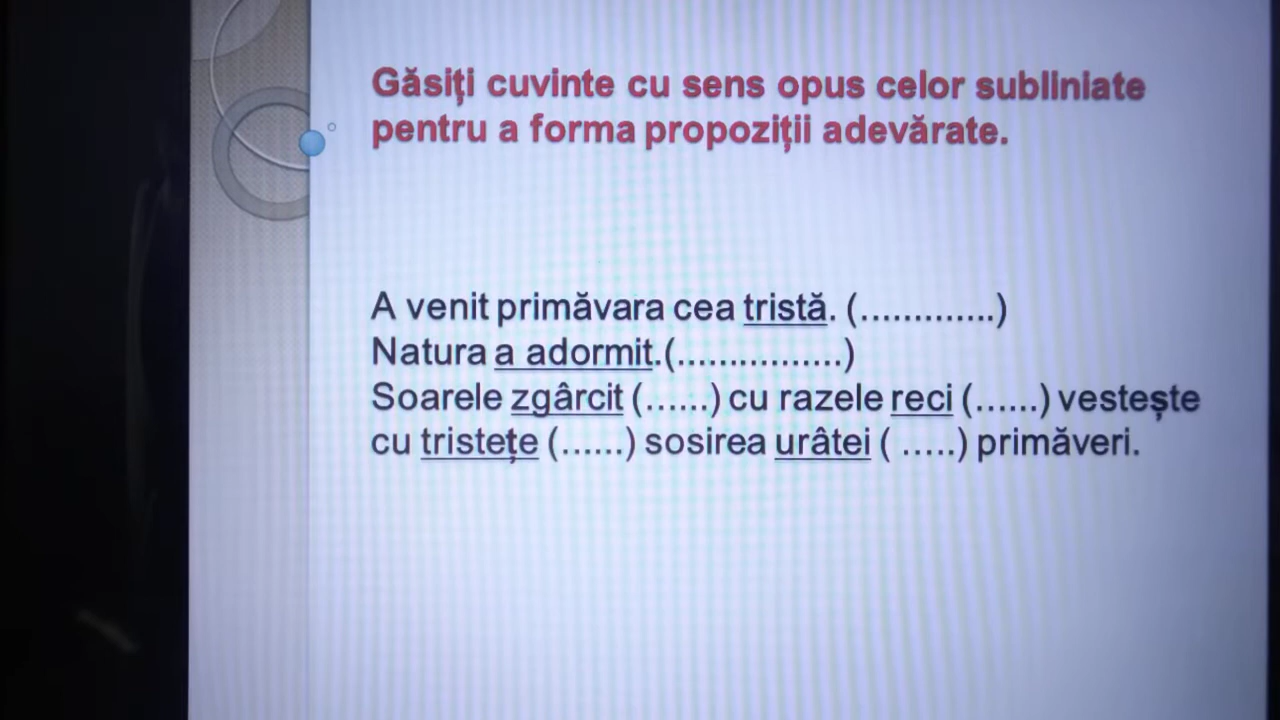 Găsiți cuvinte cu sens opus celor subliniate
pentru a forma propoziții adevărate.
A venit primăvara cea tristă. (.............)
Natura a adormit.(................)
Soarele zgârcit (......) cu razele reci (......) vestește
cu tristețe (......) sosirea urâtei ( .....) primăveri.